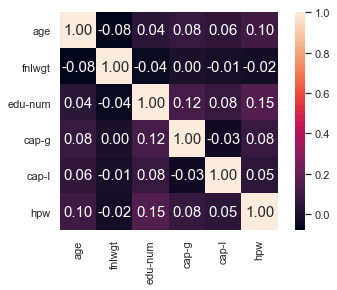 age 1.00 -0.08 0.04 0.08 0.06 0.10
fnlwgt -0.08 1.00 -0.04 0.00 -0.01 -0.02
edu-num 0.04 -0.04 1.00 0.12 0.08 0.15
cap-g 0.08 0.00 0.12 1.00 -0.03 0.08
cap-l 0.06 -0.01 0.08 -0.03 1.00 0.05
hpw 0.10 -0.02 0.15 0.08 0.05 1.00
age fnlwgt edu-num cap-g cap-l hpw
1.0
0.8
0.6
0.4
0.2
0.0